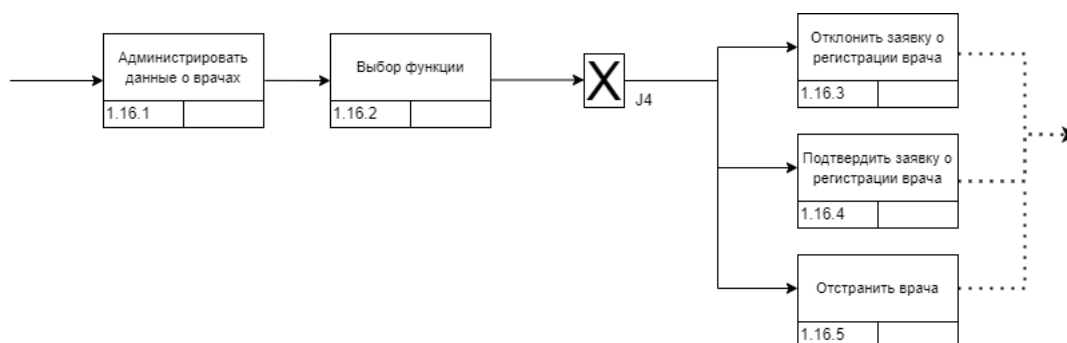 Администрировать
данные о врачах
1.16.1
Выбор функции
1.16.2
X
J4
Отклонить заявку о
регистрации врача
1.16.3
Подтвердить заявку о
регистрации врача
1.16.4
Отстранить врача
1.16.5